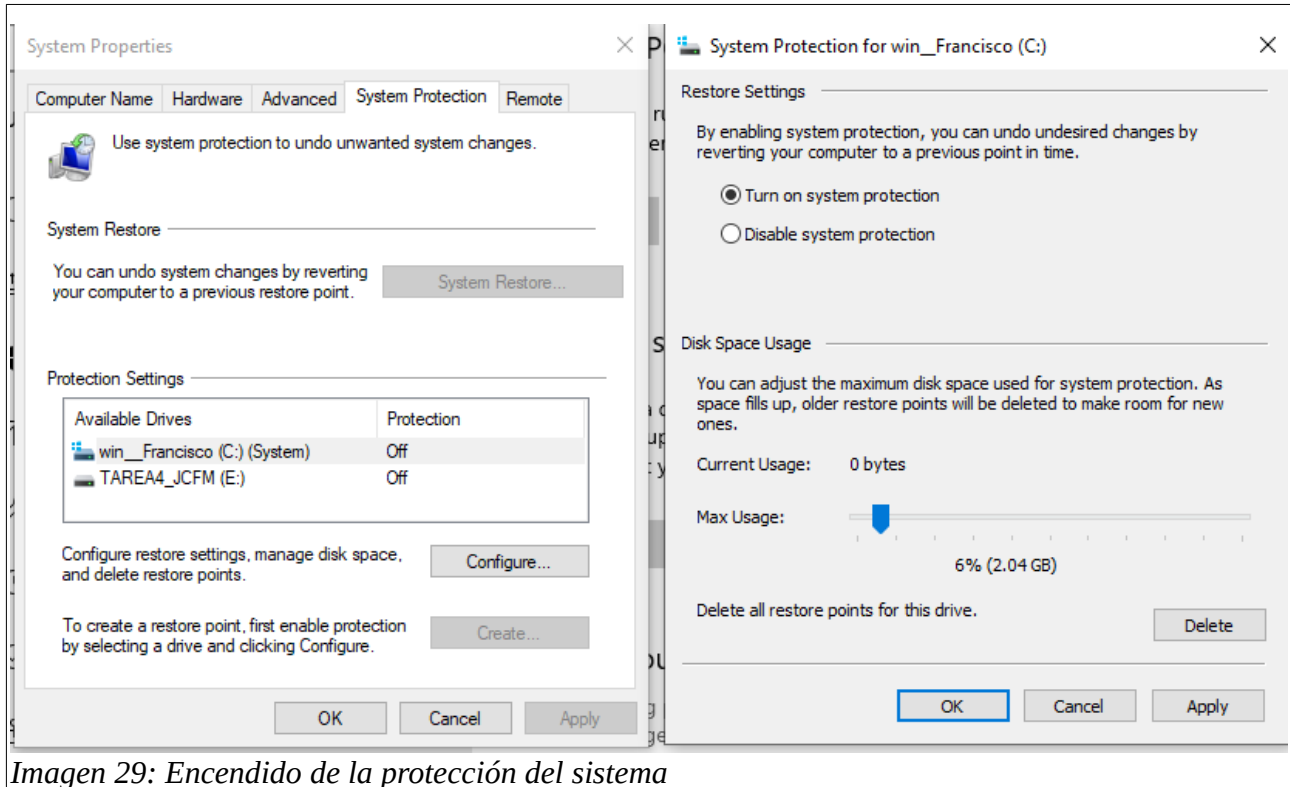 System Properties
Computer Name Hardware Advanced System Protection Remote
Use system protection to undo unwanted system changes.
System Restore
You can undo system changes by reverting
your computer to a previous restore point.
System Restore...
Protection Settings
Available Drives Protection
win__Francisco (C:) (System) Off
TAREA4_JCFM (E:) Off
Configure restore settings, manage disk space,
and delete restore points.
Configure...
To create a restore point, first enable protection
by selecting a drive and clicking Configure.
Create...
OK Cancel Apply
System Protection for win__Francisco (C:)
Restore Settings
By enabling system protection, you can undo undesired changes by
reverting your computer to a previous point in time.
Turn on system protection
Disable system protection
Disk Space Usage
You can adjust the maximum disk space used for system protection. As
space fills up, older restore points will be deleted to make room for new
ones.
Current Usage: 0 bytes
Max Usage:
6% (2.04 GB)
Delete all restore points for this drive.
Delete
OK Cancel Apply
Imagen 29: Encendido de la protección del sistema